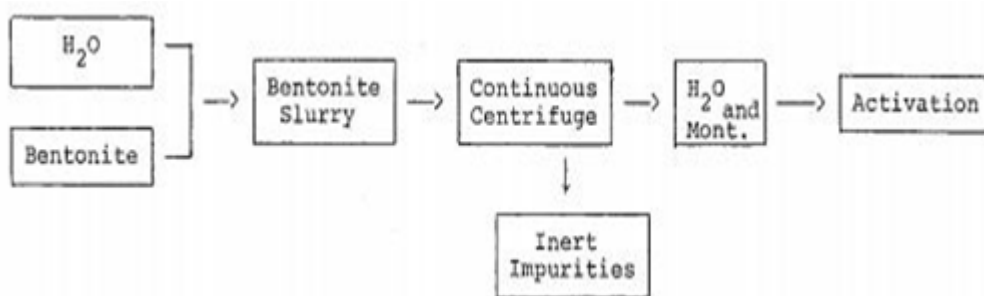 H2O
Bentonite
Bentonite
Slurry
Continuous
Centrifuge
H2O and
Mont.
Activation
Inert
Impurities